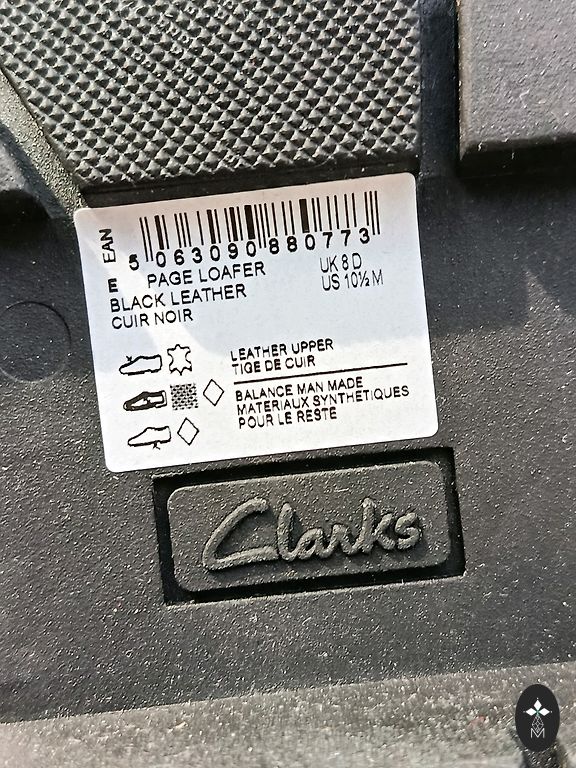 EAN
5 063090 880773
E PAGE LOAFER UK 8 D
BLACK LEATHER US 10½ M
CUIR NOIR
LEATHER UPPER
TIGE DE CUIR
BALANCE MAN MADE
MATERIAUX SYNTHÉTIQUES
POUR LE RESTE
Clarks
M